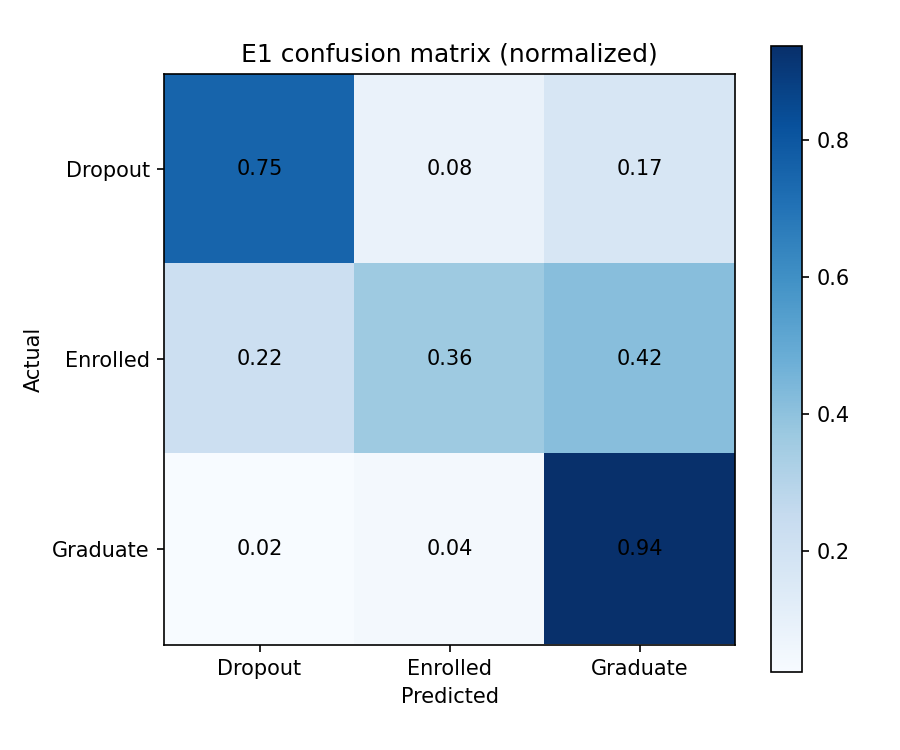 E1 confusion matrix (normalized)
Dropout 0.75 0.08 0.17
Enrolled 0.22 0.36 0.42
Graduate 0.02 0.04 0.94
Dropout Enrolled Graduate
Predicted
Actual
0.8
0.6
0.4
0.2